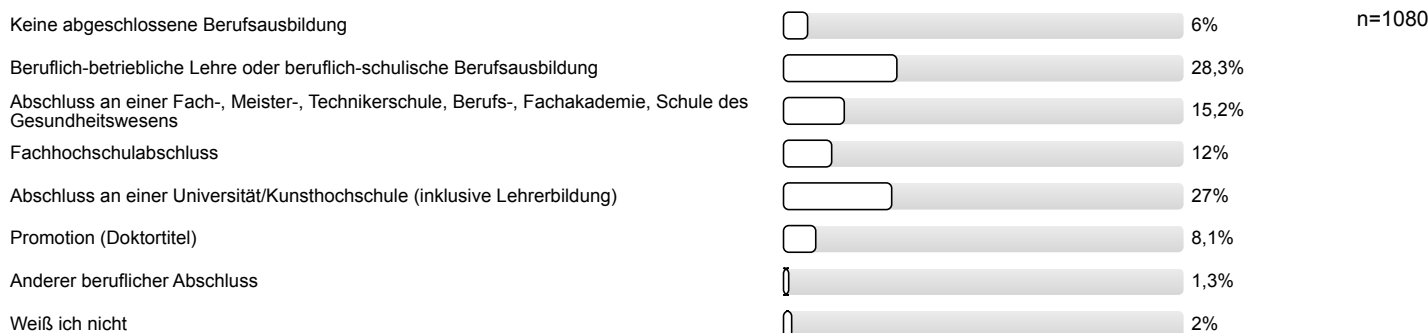 Keine abgeschlossene Berufsausbildung 6% n=1080
Beruflich-betriebliche Lehre oder beruflich-schulische Berufsausbildung 28,3%
Abschluss an einer Fach-, Meister-, Technikerschule, Berufs-, Fachakademie, Schule des
Gesundheitswesens 15,2%
Fachhochschulabschluss 12%
Abschluss an einer Universität/Kunsthochschule (inklusive Lehrerbildung) 27%
Promotion (Doktortitel) 8,1%
Anderer beruflicher Abschluss 1,3%
Weiß ich nicht 2%